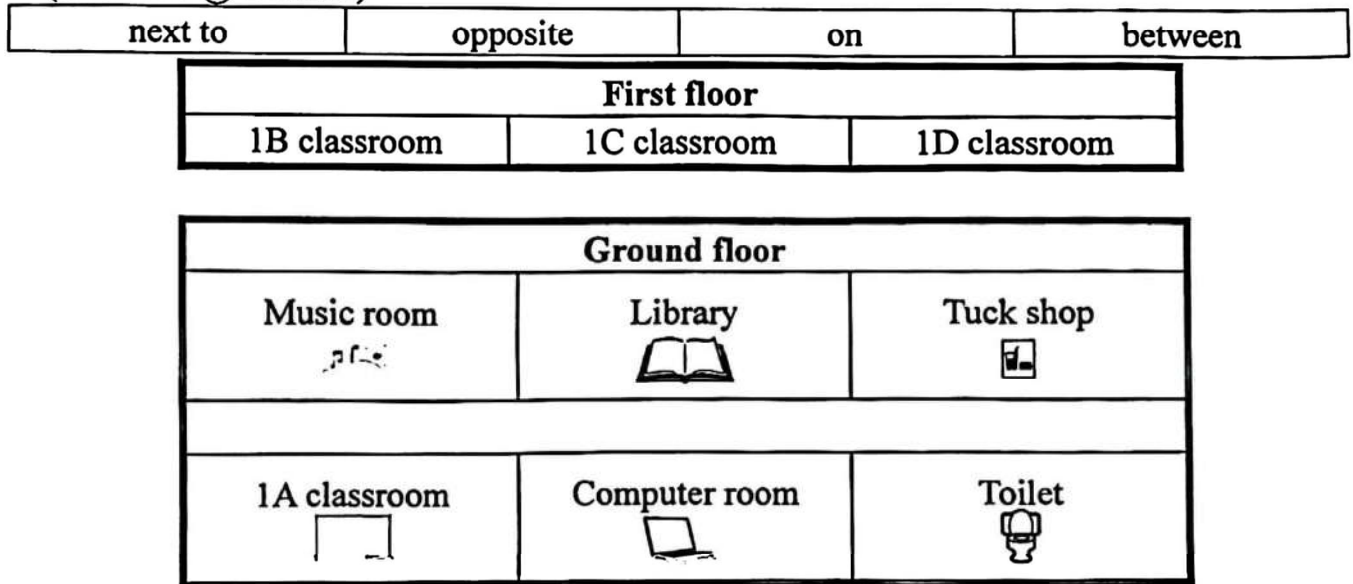 next to opposite on between
First floor
1B classroom 1C classroom 1D classroom
Ground floor
Music room Library Tuck shop
1A classroom Computer room Toilet